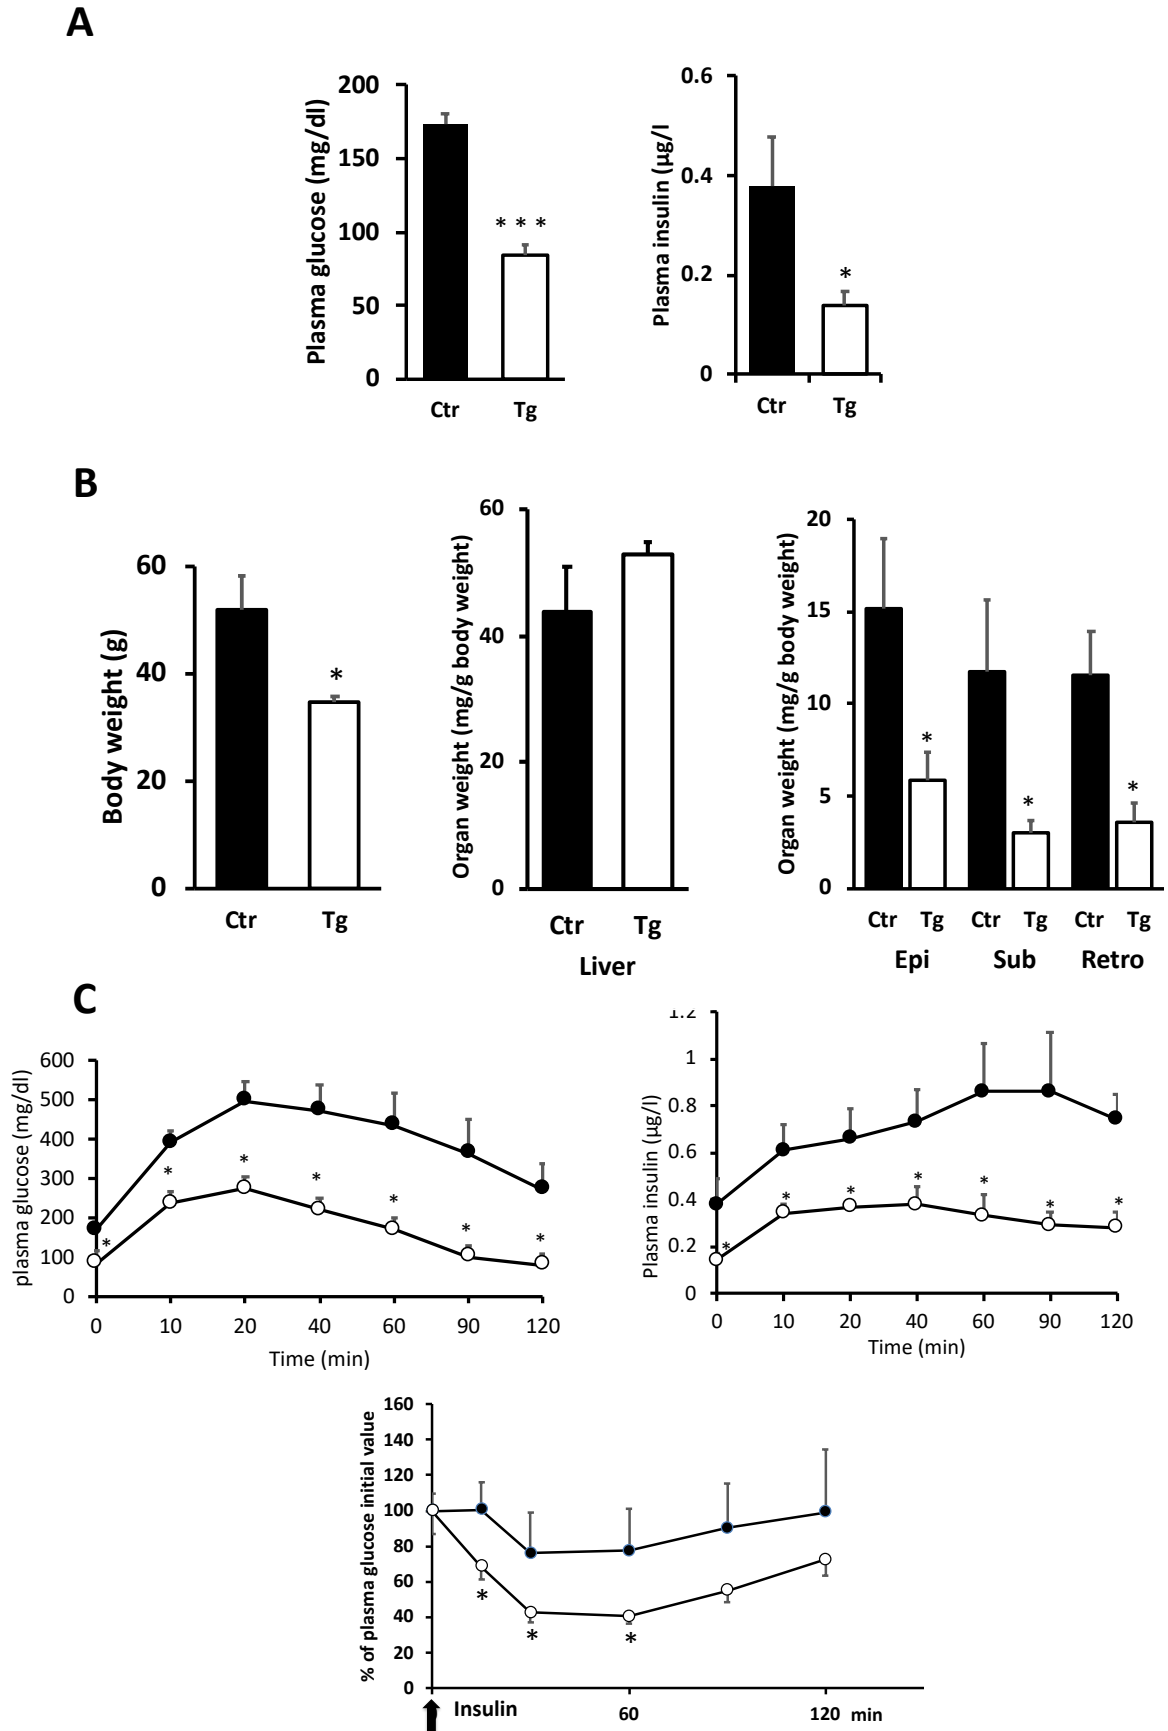 A
Plasma glucose (mg/dl)
200
150
100
50
0
* * *
Ctr Tg
Plasma insulin (µg/l
0.6
0.4
0.2
0
*
Ctr Tg
B
Body weight (g)
60
40
20
0
*
Ctr Tg
Organ weight (mg/g body weight)
60
40
20
0
Ctr Tg
Liver
Organ weight (mg/g body weight)
20
15
10
5
0
*
*
*
Ctr Tg Ctr Tg Ctr Tg
Epi Sub Retro
C
plasma glucose (mg/dl)
600
500
400
300
200
100
0
* * * * * * *
0 10 20 40 60 90 120
Time (min)
Plasma insulin (µg/l)
1.2
1
0.8
0.6
0.4
0.2
0
* * * * * * *
0 10 20 40 60 90 120
Time (min)
% of plasma glucose initial value
160
140
120
100
80
60
40
20
0
* * *
Insulin 60 120 min